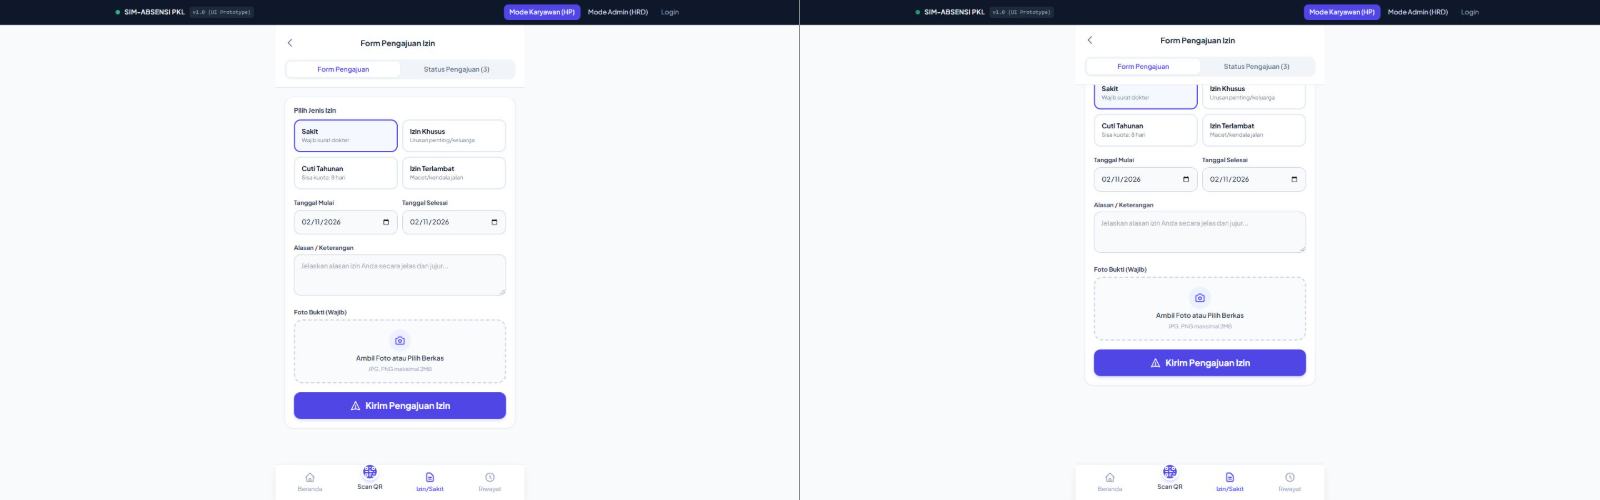 SIM-ABSENSI PKL v1.0 (UI Prototype) Mode Karyawan (HP) Mode Admin (HRD) Login
Form Pengajuan Izin
Form Pengajuan Status Pengajuan (3)
Pilih Jenis Izin
Sakit Izin Khusus
Wajib surat dokter Urusan penting/keluarga
Cuti Tahunan Izin Terlambat
Sisa kuota: 8 hari Macet/kendala jalan
Tanggal Mulai Tanggal Selesai
02/11/2026 02/11/2026
Alasan / Keterangan
Jelaskan alasan izin Anda secara jelas dan jujur...
Foto Bukti (Wajib)
Ambil Foto atau Pilih Berkas
JPG, PNG maksimal 2MB
Kirim Pengajuan Izin
Beranda Scan QR Izin/Sakit Riwayat
SIM-ABSENSI PKL v1.0 (UI Prototype) Mode Karyawan (HP) Mode Admin (HRD) Login
Form Pengajuan Izin
Form Pengajuan Status Pengajuan (3)
Sakit Izin Khusus
Wajib surat dokter Urusan penting/keluarga
Cuti Tahunan Izin Terlambat
Sisa kuota: 8 hari Macet/kendala jalan
Tanggal Mulai Tanggal Selesai
02/11/2026 02/11/2026
Alasan / Keterangan
Jelaskan alasan izin Anda secara jelas dan jujur...
Foto Bukti (Wajib)
Ambil Foto atau Pilih Berkas
JPG, PNG maksimal 2MB
Kirim Pengajuan Izin
Beranda Scan QR Izin/Sakit Riwayat